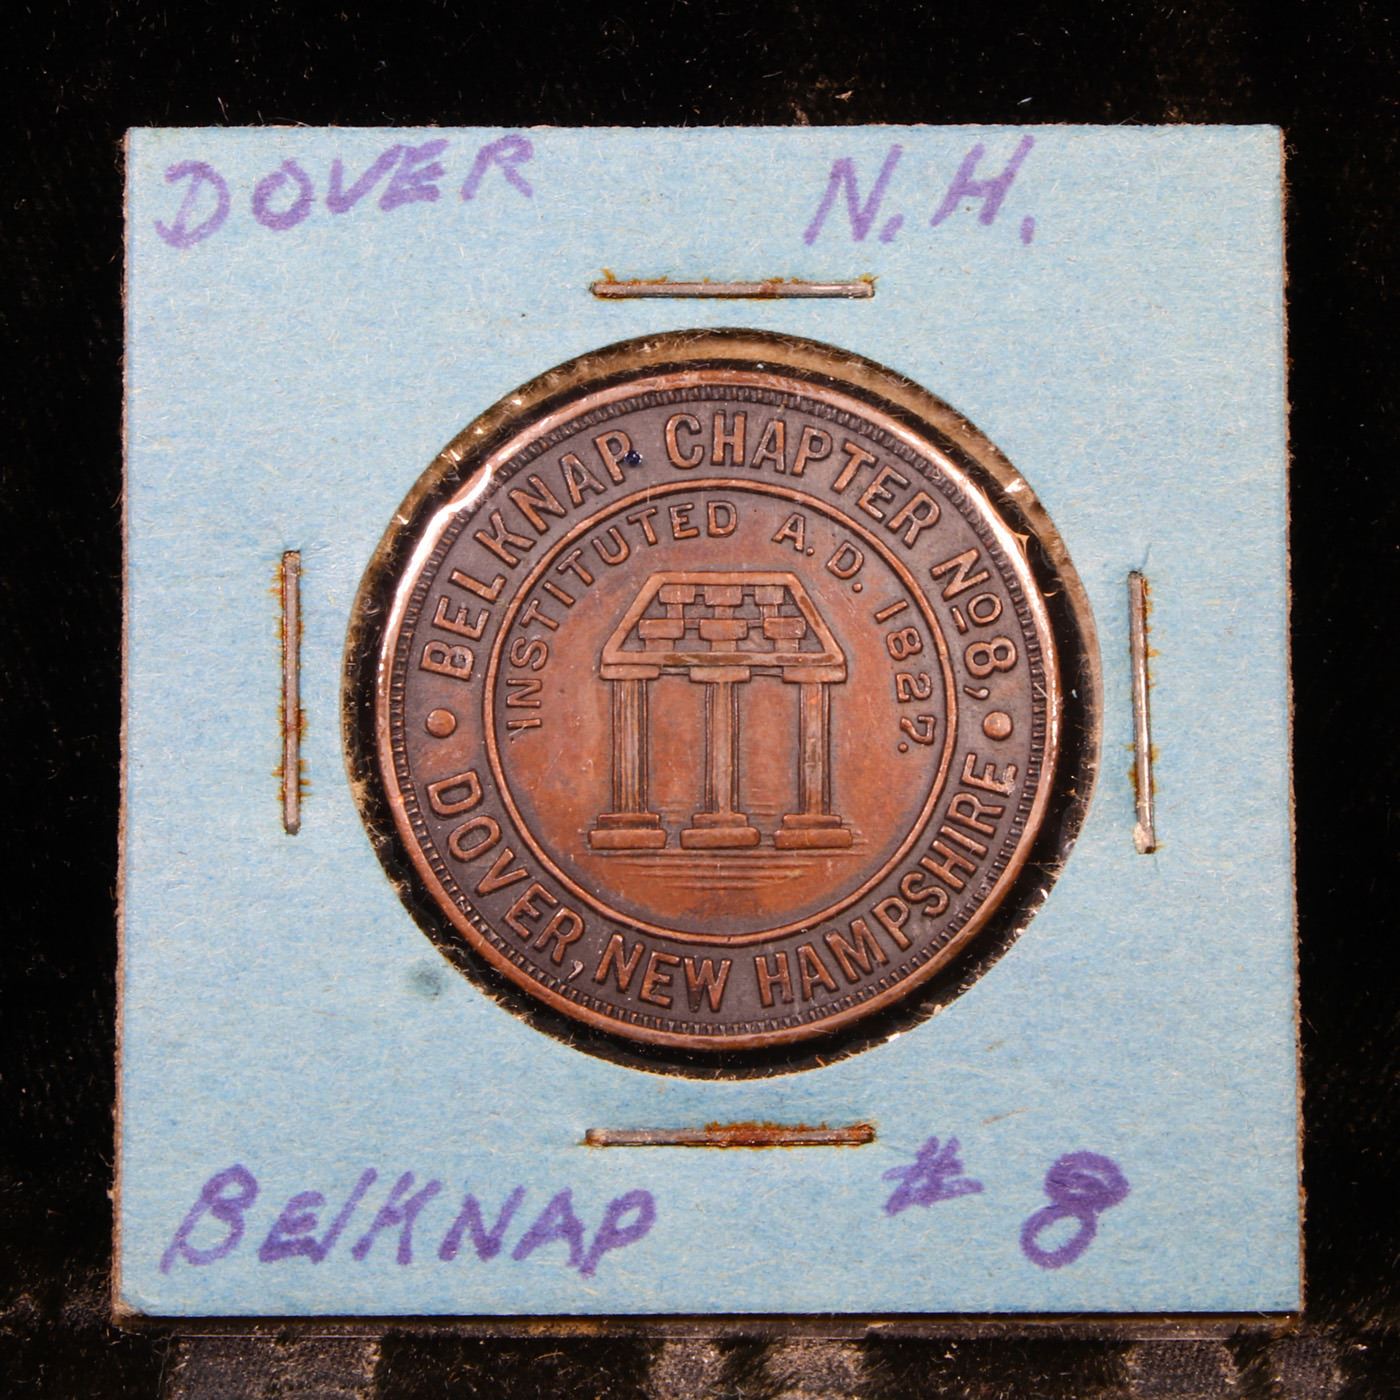 DOVER N.H.
BELKNAP CHAPTER No 8,
INSTITUTED A.D. 1827.
DOVER, NEW HAMPSHIRE
BElKNAP # 8